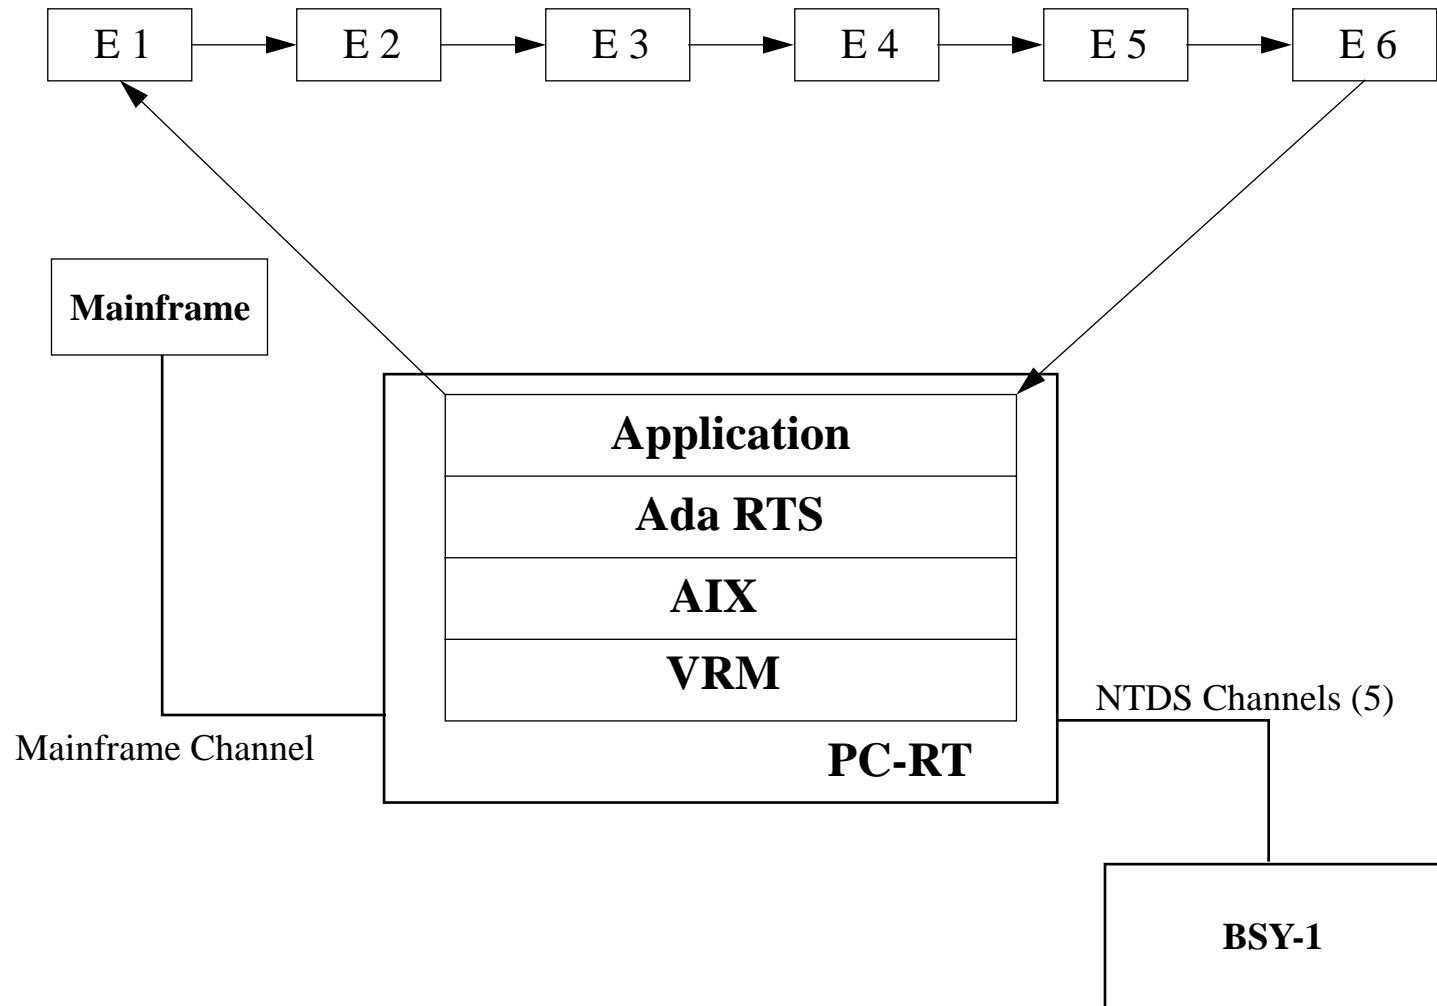 E 1 E 2 E 3 E 4 E 5 E 6
Mainframe
Application
Ada RTS
AIX
VRM
NTDS Channels (5)
Mainframe Channel
PC-RT
BSY-1